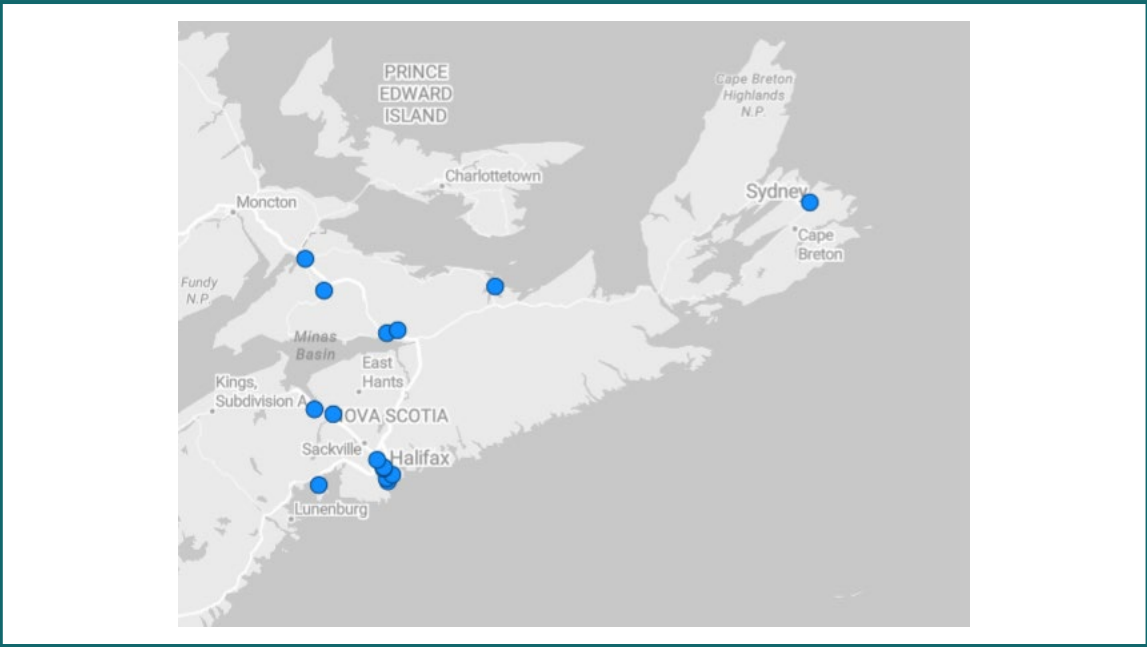 PRINCE
EDWARD
ISLAND
Cape Breton
Highlands
N.P.
Charlottetown
Sydney
Moncton
Cape
Breton
Fundy
N.P.
Minas
Basin
East
Hants
Kings,
Subdivision A
OVA SCOTIA
Sackville
Halifax
Lunenburg